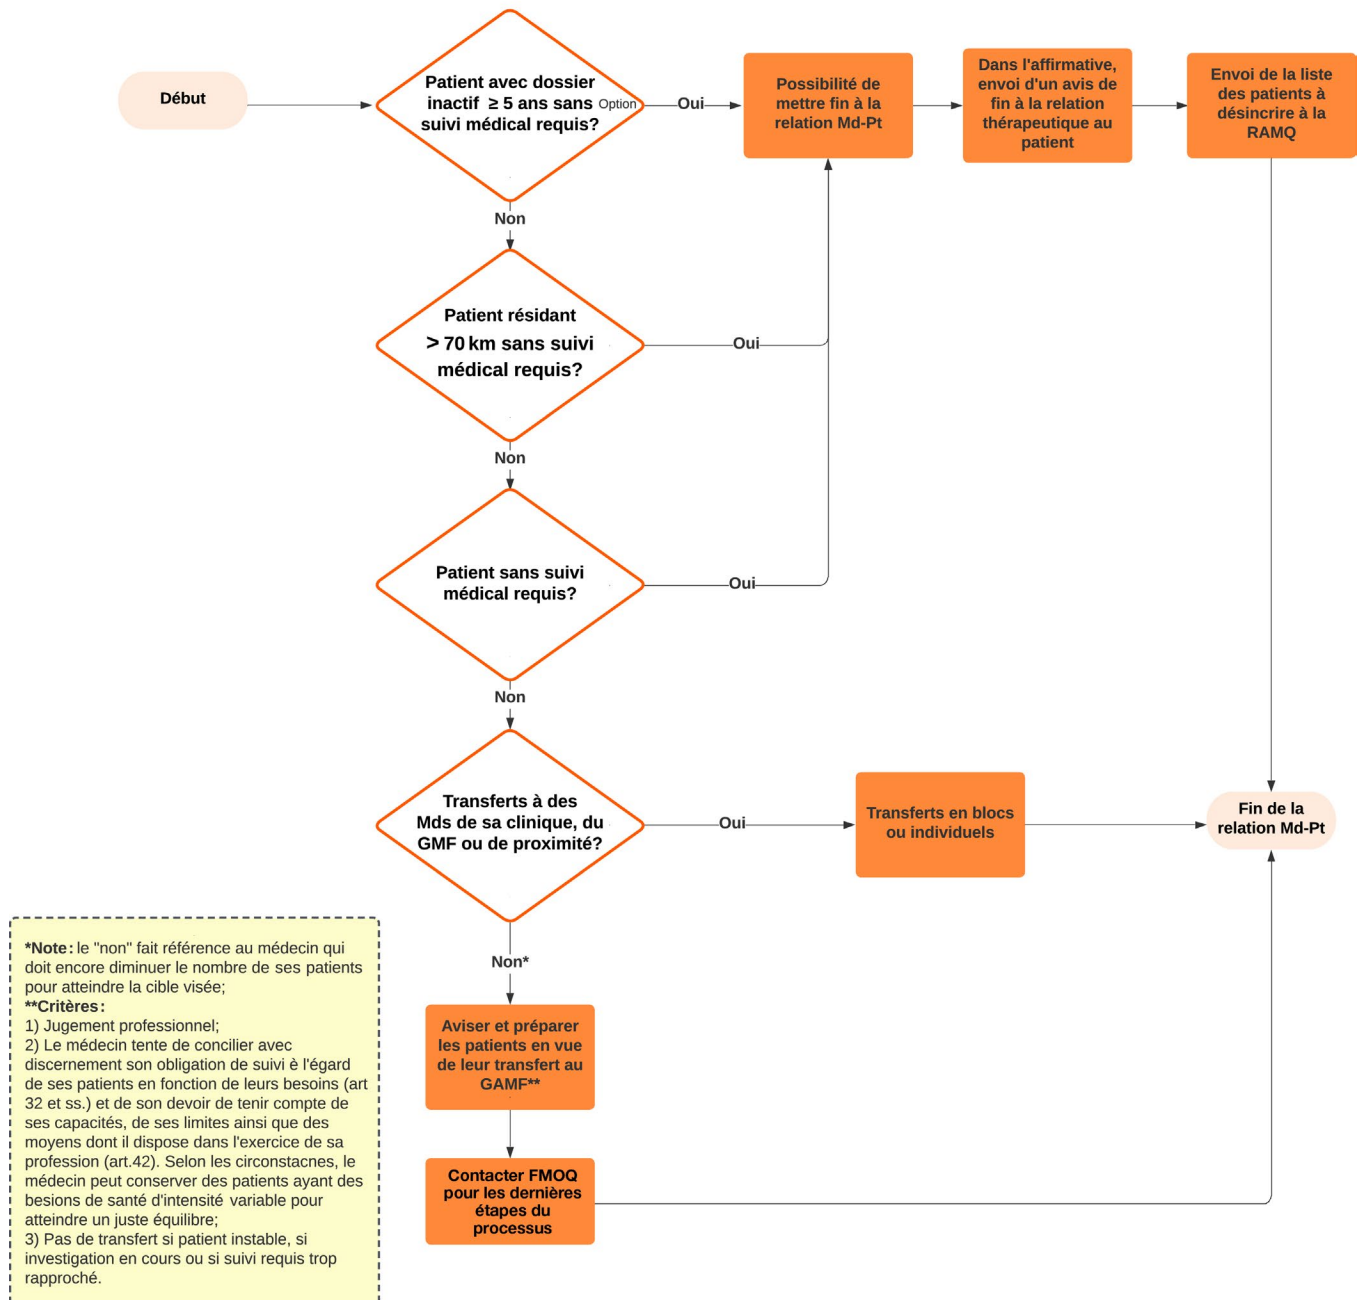 Début
Patient avec dossier
inactif ≥ 5 ans sans
suivi médical requis?
Option
Oui
Possibilité de
mettre fin à la
relation Md-Pt
Dans l'affirmative,
envoi d'un avis de
fin à la relation
thérapeutique au
patient
Envoi de la liste
des patients à
désincrire à la
RAMQ
Non
Patient résidant
> 70 km sans suivi
médical requis?
Oui
Non
Patient sans suivi
médical requis?
Oui
Non
Transferts à des
Mds de sa clinique, du
GMF ou de proximité?
Oui
Transferts en blocs
ou individuels
Fin de la
relation Md-Pt
Non*
Aviser et préparer
les patients en vue
de leur transfert au
GAMF**
Contacter FMOQ
pour les dernières
étapes du
processus
*Note: le "non" fait référence au médecin qui
doit encore diminuer le nombre de ses patients
pour atteindre la cible visée;
**Critères:
1) Jugement professionnel;
2) Le médecin tente de concilier avec
discernement son obligation de suivi è l'égard
de ses patients en fonction de leurs besoins (art
32 et ss.) et de son devoir de tenir compte de
ses capacités, de ses limites ainsi que des
moyens dont il dispose dans l'exercice de sa
profession (art.42). Selon les circonstacnes, le
médecin peut conserver des patients ayant des
besions de santé d'intensité variable pour
atteindre un juste équilibre;
3) Pas de transfert si patient instable, si
investigation en cours ou si suivi requis trop
rapproché.